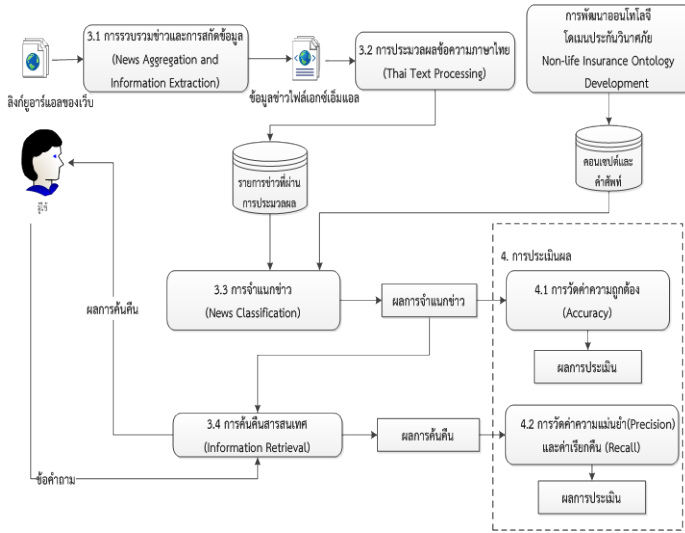 3.1 การรวบรวมข่าวและการสกัดข้อมูล
(News Aggregation and
Information Extraction)
ลิงก์ยูอาร์แอลของเว็บ
ข้อมูลข่าวไฟล์เอกซ์เอ็มแอล
3.2 การประมวลผลข้อความภาษาไทย
(Thai Text Processing)
การพัฒนาออนโทโลจี
โดเมนประกันวินาศภัย
Non-life Insurance Ontology
Development
รายการข่าวที่ผ่าน
การประมวลผล
คอนเซปต์และ
คำศัพท์
ผู้ใช้
ผลการค้นคืน
3.3 การจำแนกข่าว
(News Classification)
ผลการจำแนกข่าว
4. การประเมินผล
4.1 การวัดค่าความถูกต้อง
(Accuracy)
ผลการประเมิน
3.4 การค้นคืนสารสนเทศ
(Information Retrieval)
ผลการค้นคืน
4.2 การวัดค่าความแม่นยำ(Precision)
และค่าเรียกคืน (Recall)
ผลการประเมิน
ข้อคำถาม